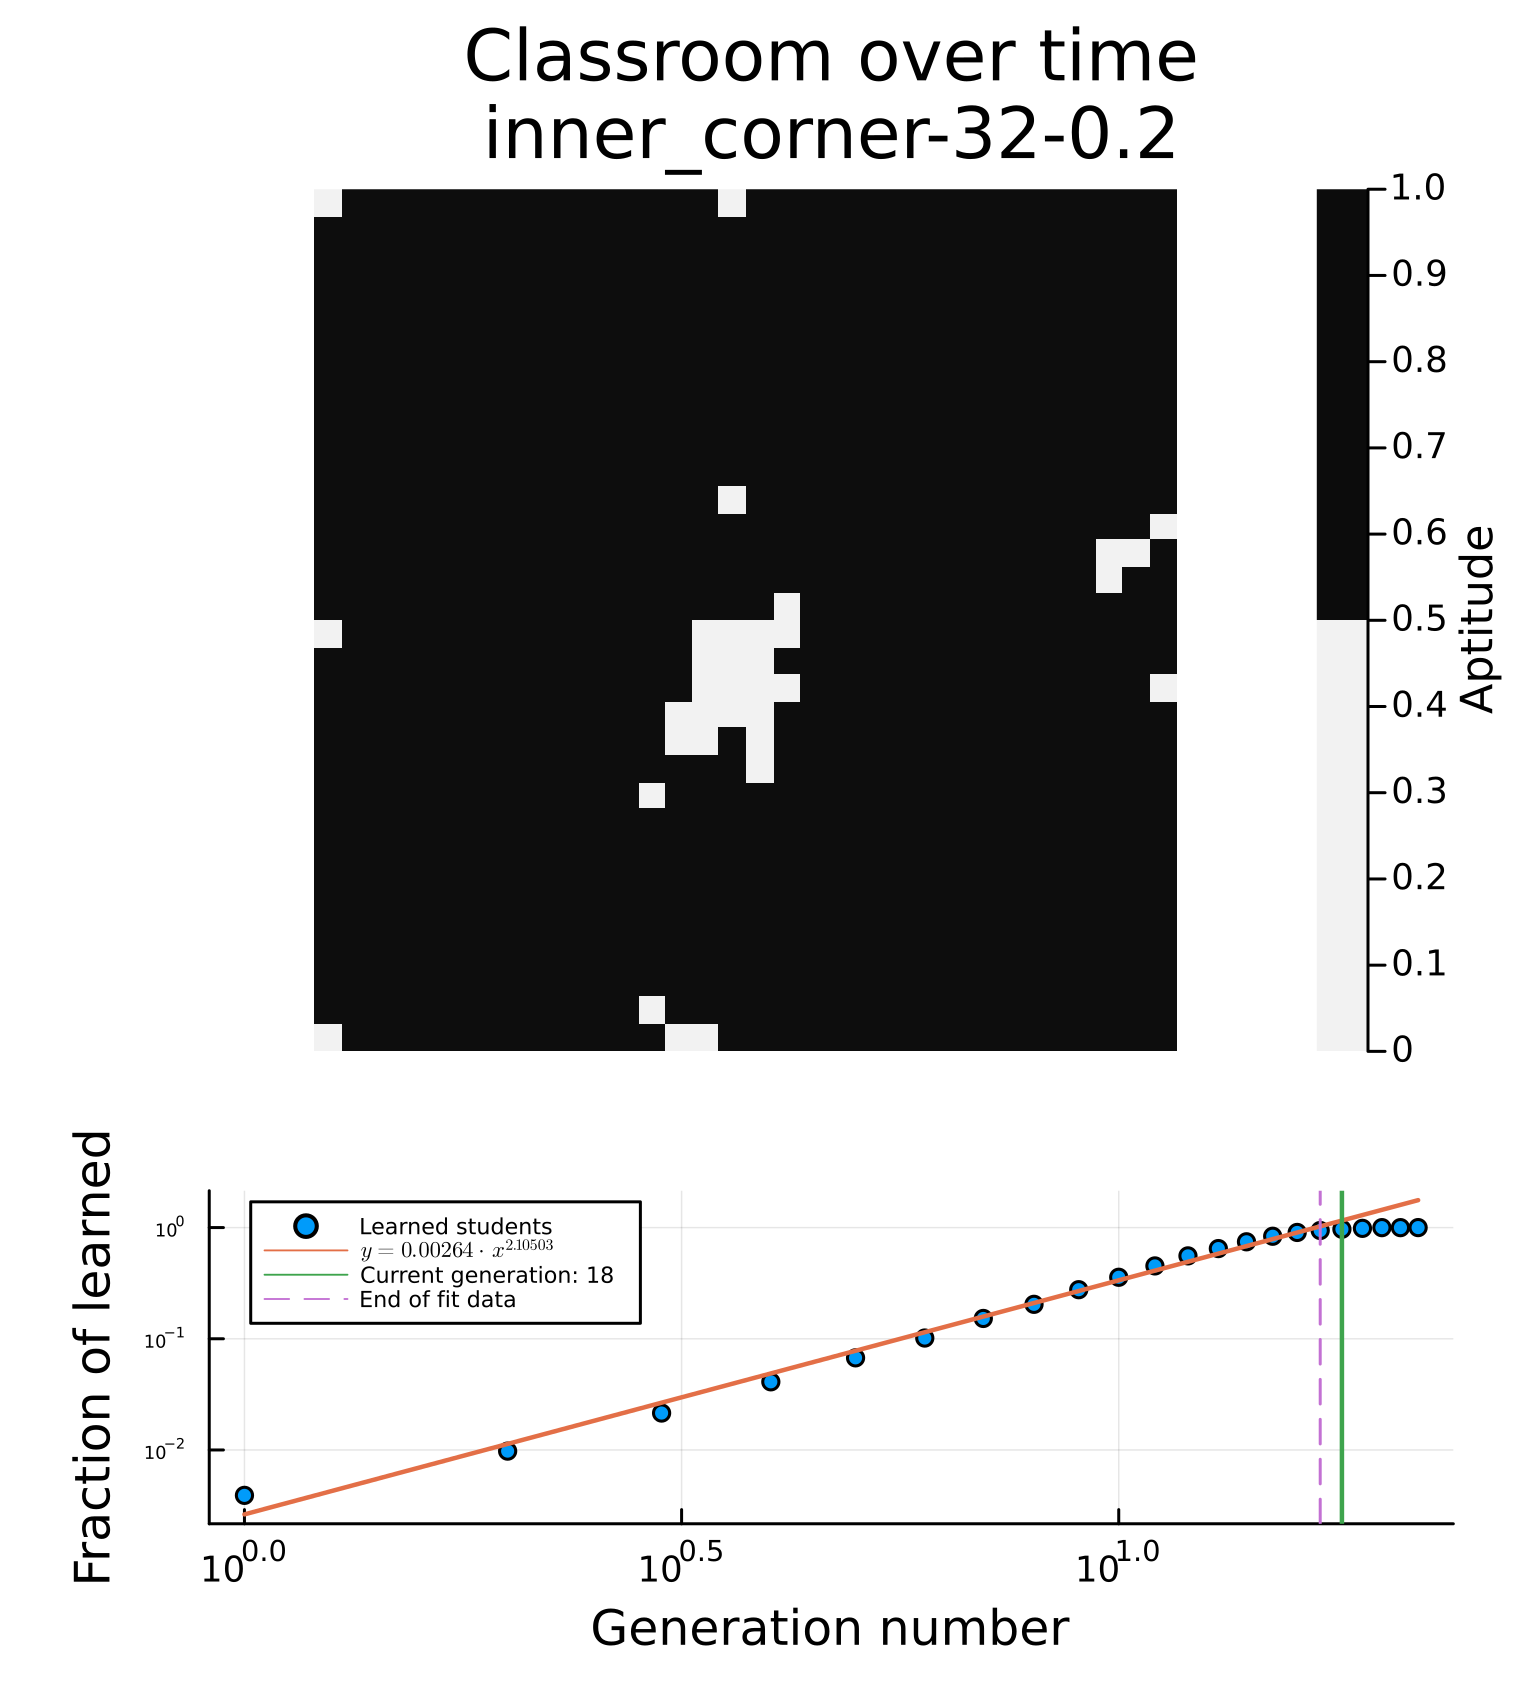 Classroom over time
inner_corner-32-0.2
1.0
0.9
0.8
0.7
0.6
0.5
0.4
0.3
0.2
0.1
0
Aptitude
Fraction of learned
10⁰
10⁻¹
10⁻²
Learned students
y = 0.00264 · x^2.10503
Current generation: 18
End of fit data
10^0.0
10^0.5
10^1.0
Generation number